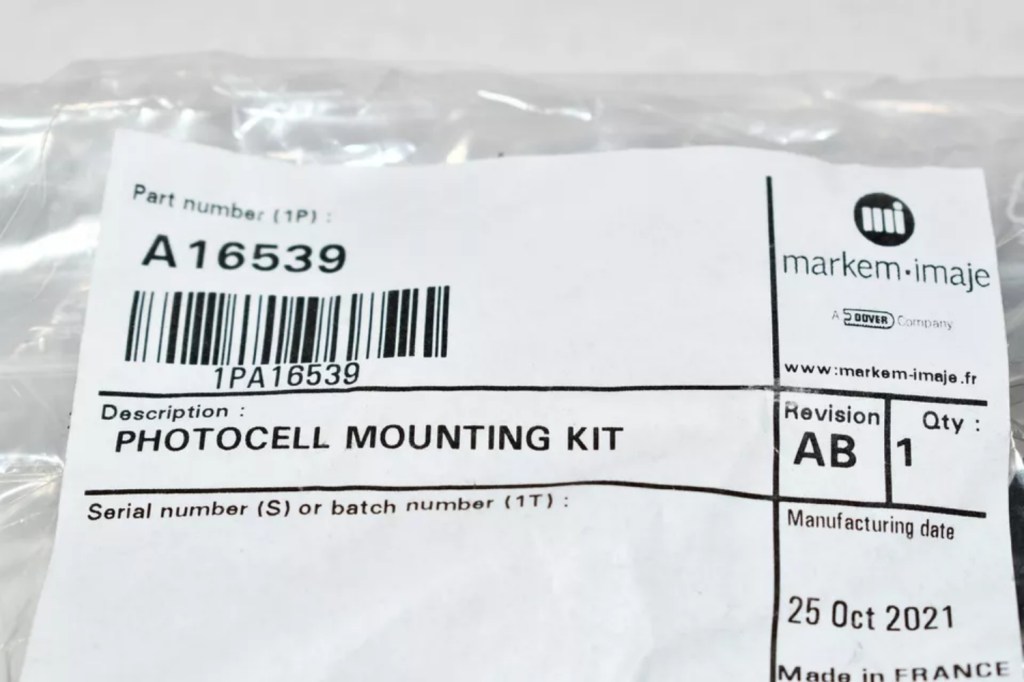 Part number (1P) :
A16539
1PA16539
mi
markem·imaje
A DOVER Company
www.markem-imaje.fr
Description :
PHOTOCELL MOUNTING KIT
Revision
AB
Qty :
1
Serial number (S) or batch number (1T) :
Manufacturing date
25 Oct 2021
Made in FRANCE